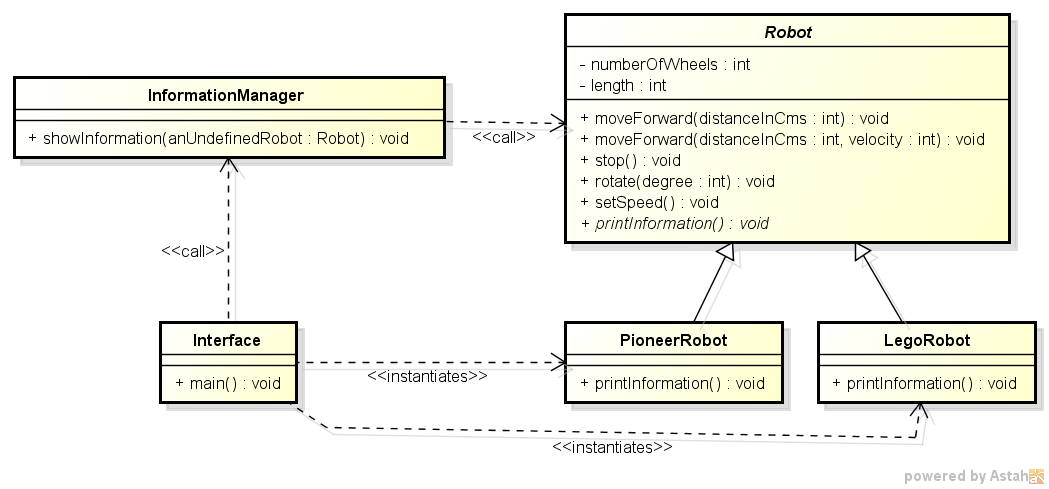 Robot
- numberOfWheels : int
- length : int
+ moveForward(distanceInCms : int) : void
+ moveForward(distanceInCms : int, velocity : int) : void
+ stop() : void
+ rotate(degree : int) : void
+ setSpeed() : void
+ printInformation() : void
InformationManager
+ showInformation(anUndefinedRobot : Robot) : void
<<call>>
<<call>>
Interface
+ main() : void
<<instantiates>>
PioneerRobot
+ printInformation() : void
LegoRobot
+ printInformation() : void
<<instantiates>>
powered by Astah